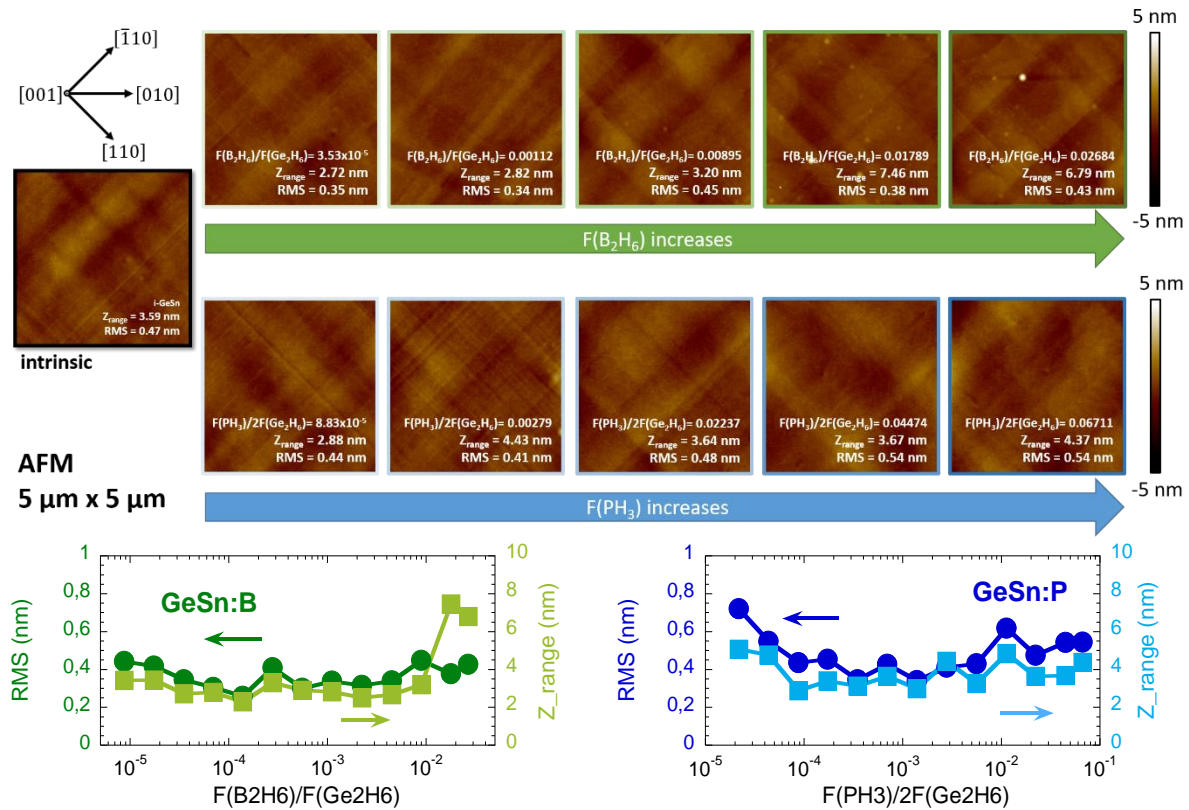 [1̅10]
[001]
[010]
[110]
F(B₂H₆)/F(Ge₂H₆)= 3.53x10⁻⁵
Zrange = 2.72 nm
RMS = 0.35 nm
F(B₂H₆)/F(Ge₂H₆)= 0.00112
Zrange = 2.82 nm
RMS = 0.34 nm
F(B₂H₆)/F(Ge₂H₆) = 0.00895
Zrange = 3.20 nm
RMS = 0.45 nm
F(B₂H₆)/F(Ge₂H₆) = 0.01789
Zrange = 7.46 nm
RMS = 0.38 nm
F(B₂H₆)/F(Ge₂H₆) = 0.02684
Zrange = 6.79 nm
RMS = 0.43 nm
5 nm
-5 nm
F(B₂H₆) increases
i-GeSn
Zrange = 3.59 nm
RMS = 0.47 nm
intrinsic
F(PH₃)/2F(Ge₂H₆)= 8.83x10⁻⁵
Zrange = 2.88 nm
RMS = 0.44 nm
F(PH₃)/2F(Ge₂H₆)= 0.00279
Zrange = 4.43 nm
RMS = 0.41 nm
F(PH₃)/2F(Ge₂H₆) = 0.02237
Zrange = 3.64 nm
RMS = 0.48 nm
F(PH₃)/2F(Ge₂H₆) = 0.04474
Zrange = 3.67 nm
RMS = 0.54 nm
F(PH₃)/2F(Ge₂H₆) = 0.06711
Zrange = 4.37 nm
RMS = 0.54 nm
5 nm
-5 nm
AFM
5 µm x 5 µm
F(PH₃) increases
GeSn:B
RMS (nm)
1
0,8
0,6
0,4
0,2
0
Z_range (nm)
10
8
6
4
2
0
10⁻⁵
10⁻⁴
10⁻³
10⁻²
F(B2H6)/F(Ge2H6)
GeSn:P
RMS (nm)
1
0,8
0,6
0,4
0,2
0
Z_range (nm)
10
8
6
4
2
0
10⁻⁵
10⁻⁴
10⁻³
10⁻²
10⁻¹
F(PH3)/2F(Ge2H6)